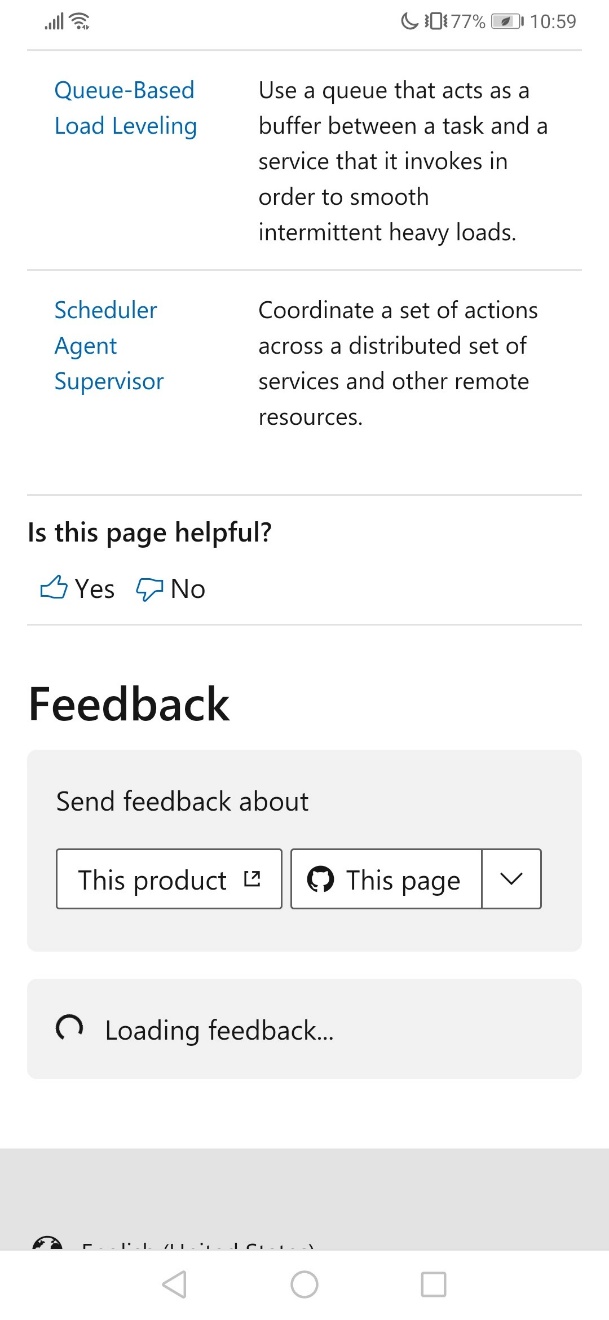 77% 10:59
Queue-Based
Load Leveling
Use a queue that acts as a
buffer between a task and a
service that it invokes in
order to smooth
intermittent heavy loads.
Scheduler
Agent
Supervisor
Coordinate a set of actions
across a distributed set of
services and other remote
resources.
Is this page helpful?
Yes No
Feedback
Send feedback about
This product This page
Loading feedback...
English (United States)